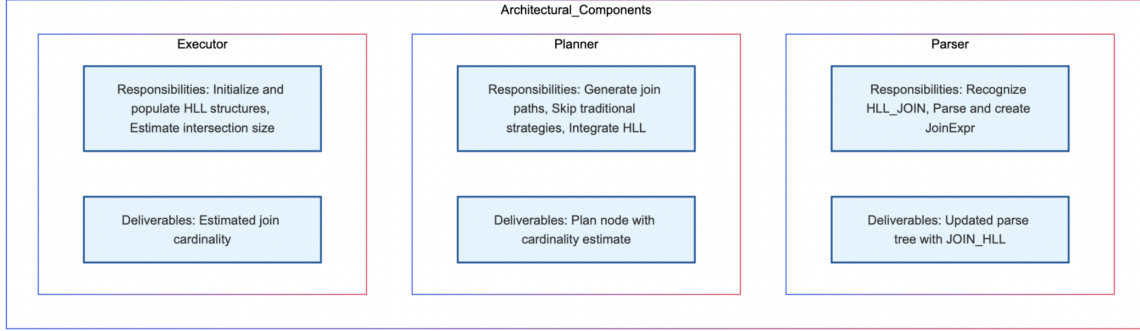 Architectural_Components
Executor
Responsibilities: Initialize and
populate HLL structures,
Estimate intersection size
Deliverables: Estimated join
cardinality
Planner
Responsibilities: Generate join
paths, Skip traditional
strategies, Integrate HLL
Deliverables: Plan node with
cardinality estimate
Parser
Responsibilities: Recognize
HLL_JOIN, Parse and create
JoinExpr
Deliverables: Updated parse
tree with JOIN_HLL